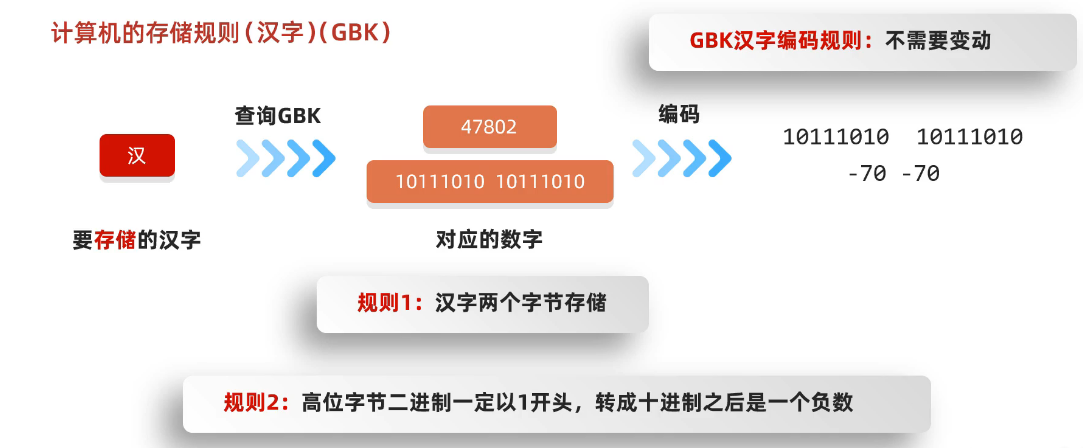 计算机的存储规则(汉字)(GBK)
GBK汉字编码规则：不需要变动
查询GBK
编码
汉
47802
10111010 10111010
10111010 10111010
-70 -70
要存储的汉字
对应的数字
规则1：汉字两个字节存储
规则2：高位字节二进制一定以1开头，转成十进制之后是一个负数